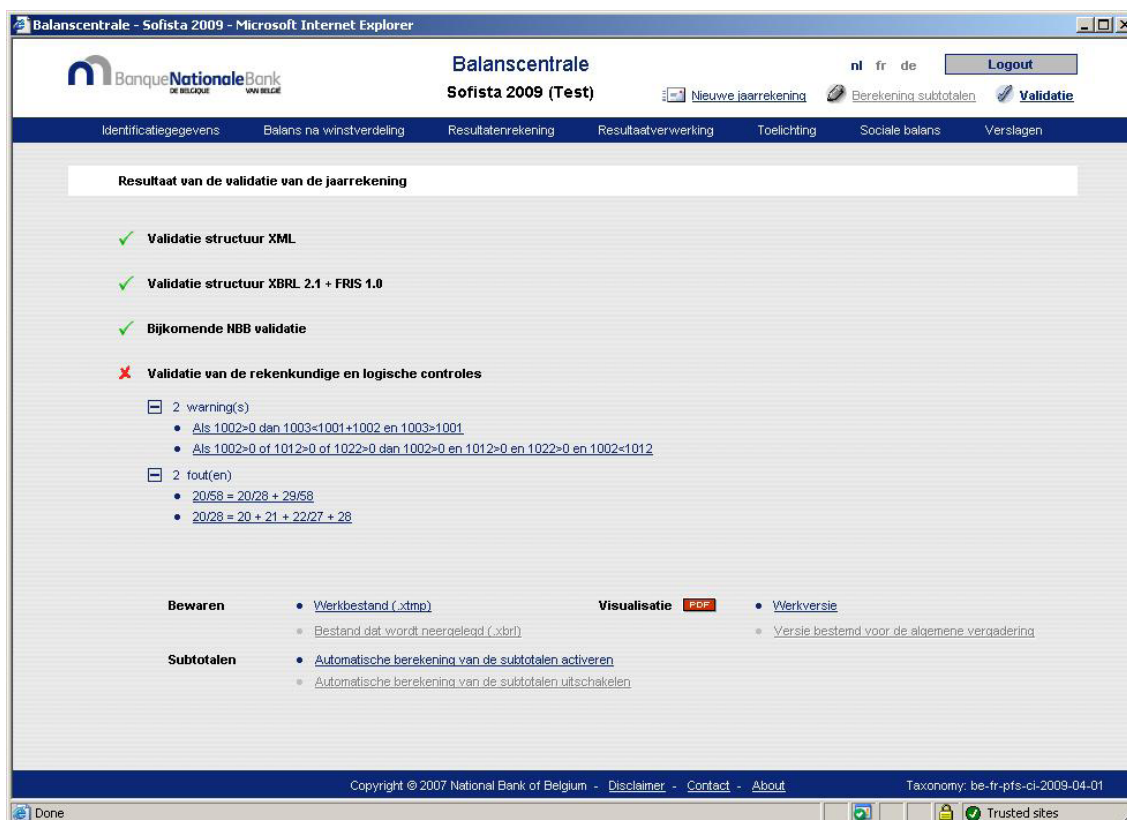 Balanscentrale - Sofista 2009 - Microsoft Internet Explorer
BanqueNationaleBank
DE BELGIQUE VAN BELGIË
Balanscentrale
Sofista 2009 (Test)
nl fr de Logout
Nieuwe jaarrekening Berekening subtotalen Validatie
Identificatiegegevens Balans na winstverdeling Resultatenrekening Resultaatverwerking Toelichting Sociale balans Verslagen
Resultaat van de validatie van de jaarrekening
Validatie structuur XML
Validatie structuur XBRL 2.1 + FRIS 1.0
Bijkomende NBB validatie
Validatie van de rekenkundige en logische controles
2 warning(s)
Als 1002>0 dan 1003<1001+1002 en 1003>1001
Als 1002>0 of 1012>0 of 1022>0 dan 1002>0 en 1012>0 en 1022>0 en 1002<1012
2 fout(en)
20/58 = 20/28 + 29/58
20/28 = 20 + 21 + 22/27 + 28
Bewaren • Werkbestand (.xtmp) Visualisatie PDF • Werkversie
• Bestand dat wordt neergelegd (.xbrl) • Versie bestemd voor de algemene vergadering
Subtotalen • Automatische berekening van de subtotalen activeren
• Automatische berekening van de subtotalen uitschakelen
Copyright © 2007 National Bank of Belgium - Disclaimer - Contact - About Taxonomy: be-fr-pfs-ci-2009-04-01
Done Trusted sites